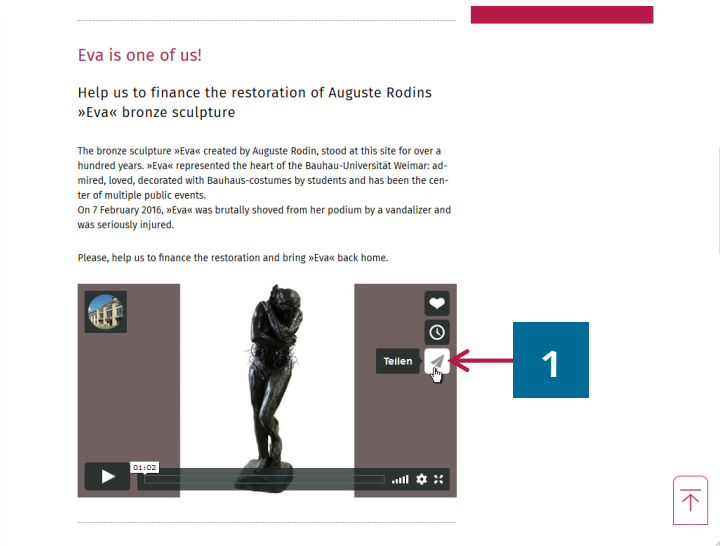 Eva is one of us!
Help us to finance the restoration of Auguste Rodins
»Eva« bronze sculpture
The bronze sculpture »Eva« created by Auguste Rodin, stood at this site for over a
hundred years. »Eva« represented the heart of the Bauhau-Universität Weimar: ad-
mired, loved, decorated with Bauhaus-costumes by students and has been the cen-
ter of multiple public events.
On 7 February 2016, »Eva« was brutally shoved from her podium by a vandalizer and
was seriously injured.
Please, help us to finance the restoration and bring »Eva« back home.
Teilen
1
01:02